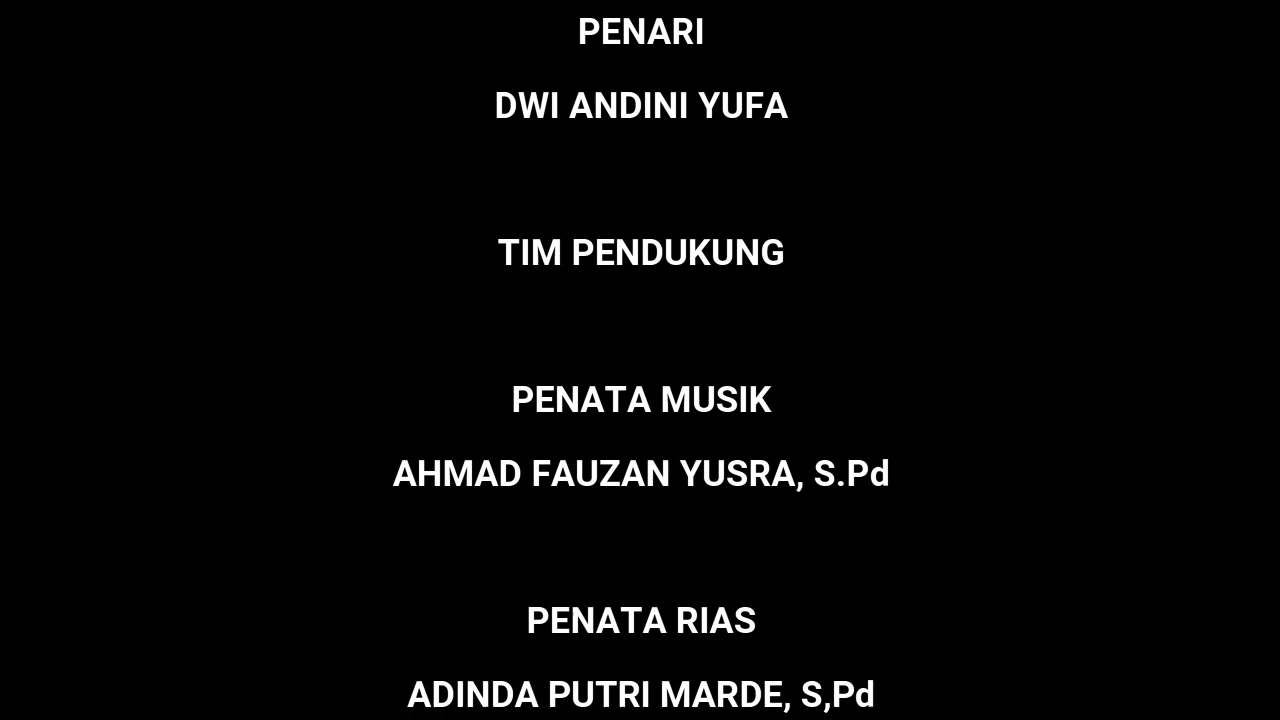 PENARI
DWI ANDINI YUFA
TIM PENDUKUNG
PENATA MUSIK
AHMAD FAUZAN YUSRA, S.Pd
PENATA RIAS
ADINDA PUTRI MARDE, S,Pd